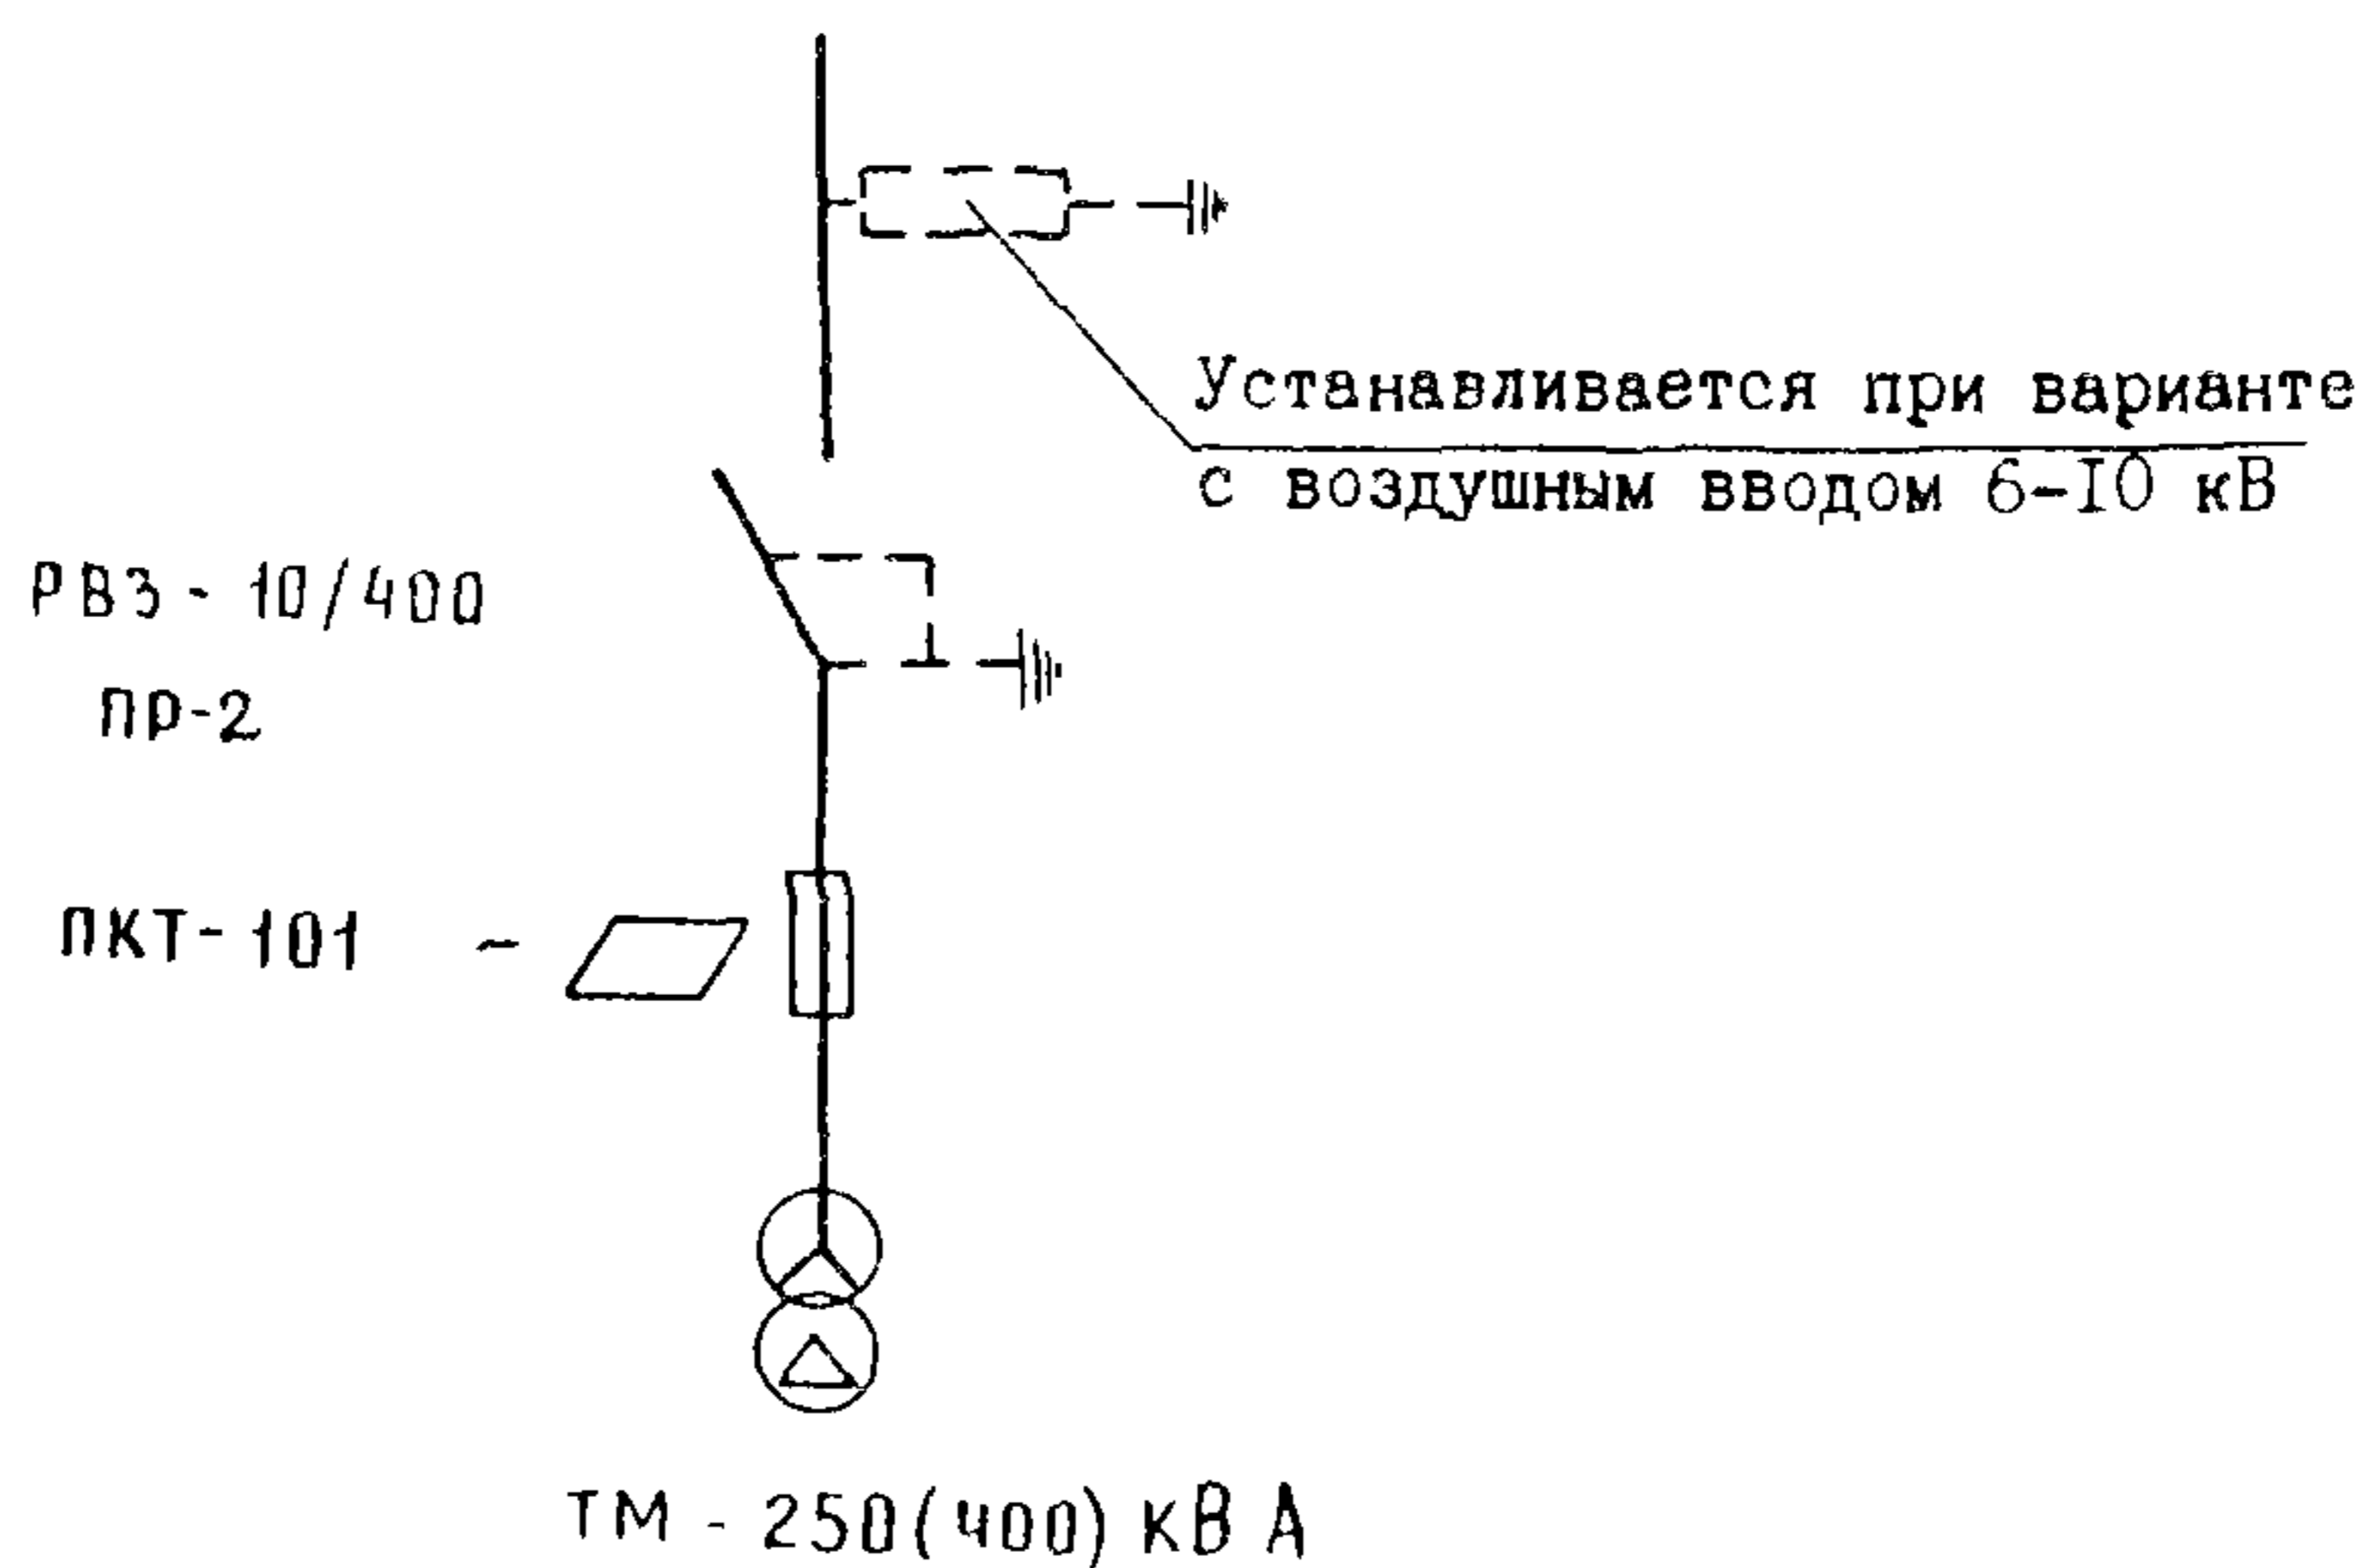 Устанавливается при варианте
с воздушным вводом 6-10 кВ
РВЗ - 10/400
ПР-2
ПКТ-101 ~
ТМ - 250(400) кВ А